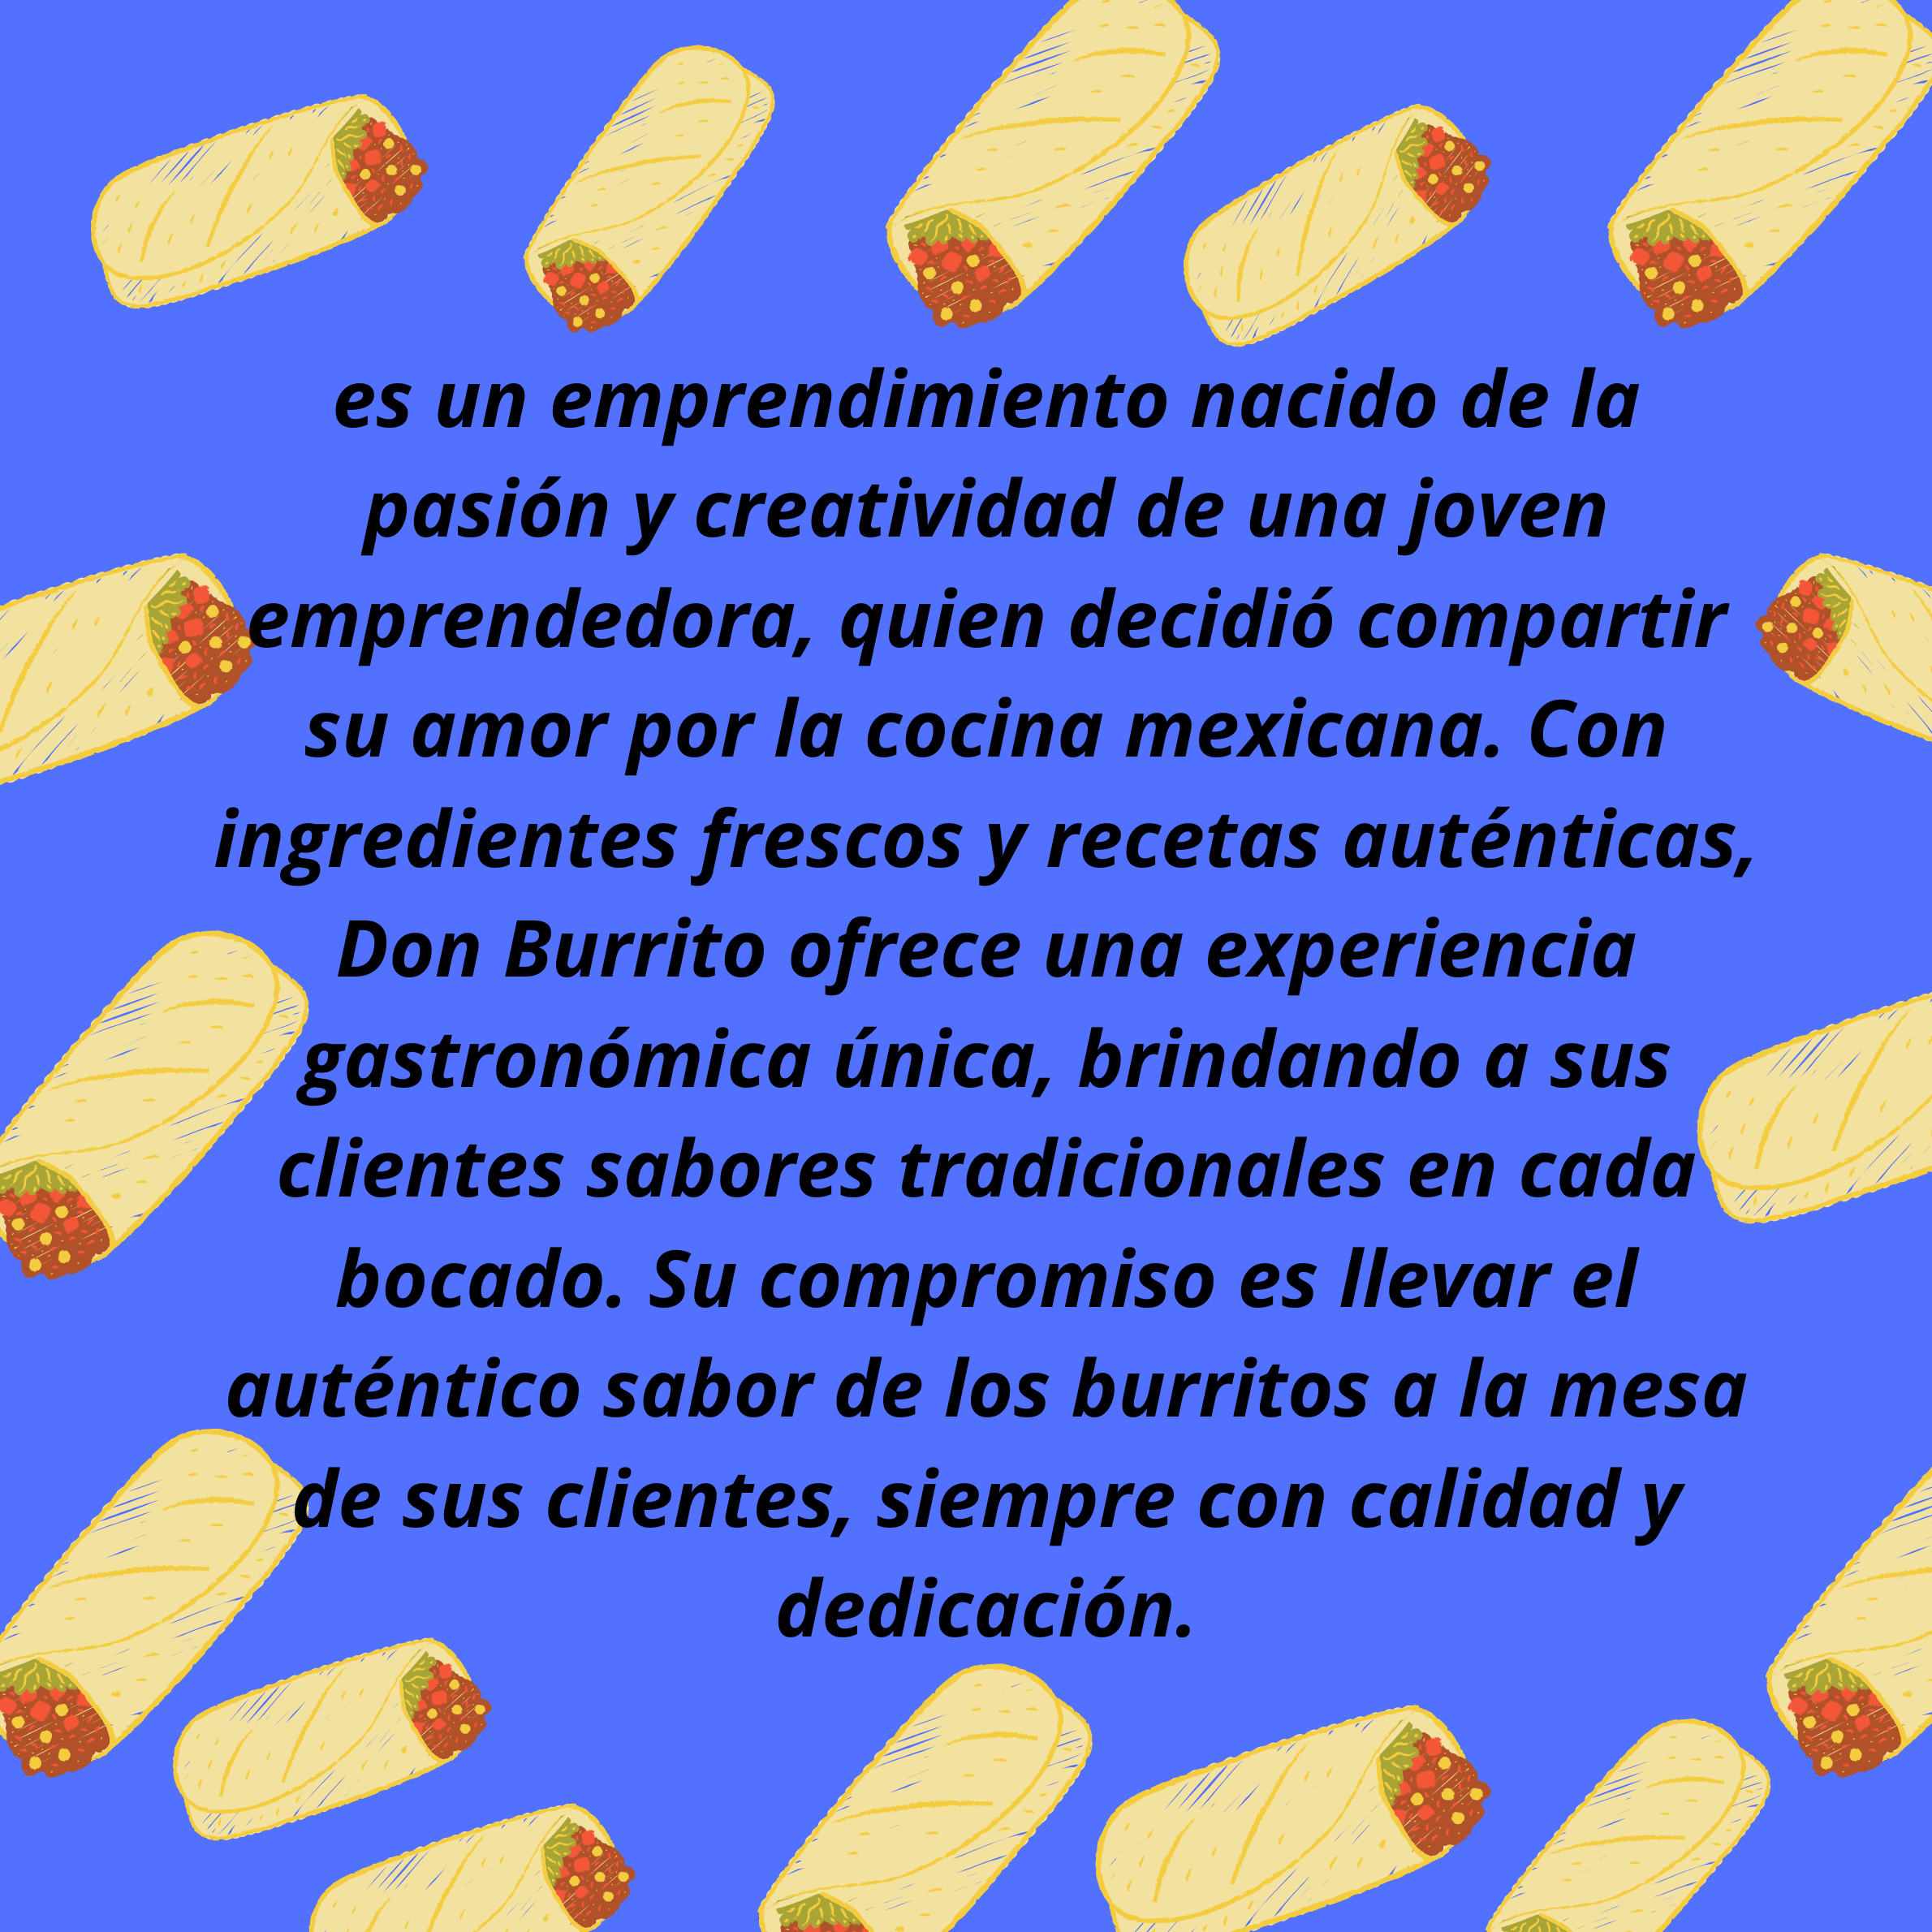 es un emprendimiento nacido de la
pasión y creatividad de una joven
emprendedora, quien decidió compartir
su amor por la cocina mexicana. Con
ingredientes frescos y recetas auténticas,
Don Burrito ofrece una experiencia
gastronómica única, brindando a sus
clientes sabores tradicionales en cada
bocado. Su compromiso es llevar el
auténtico sabor de los burritos a la mesa
de sus clientes, siempre con calidad y
dedicación.